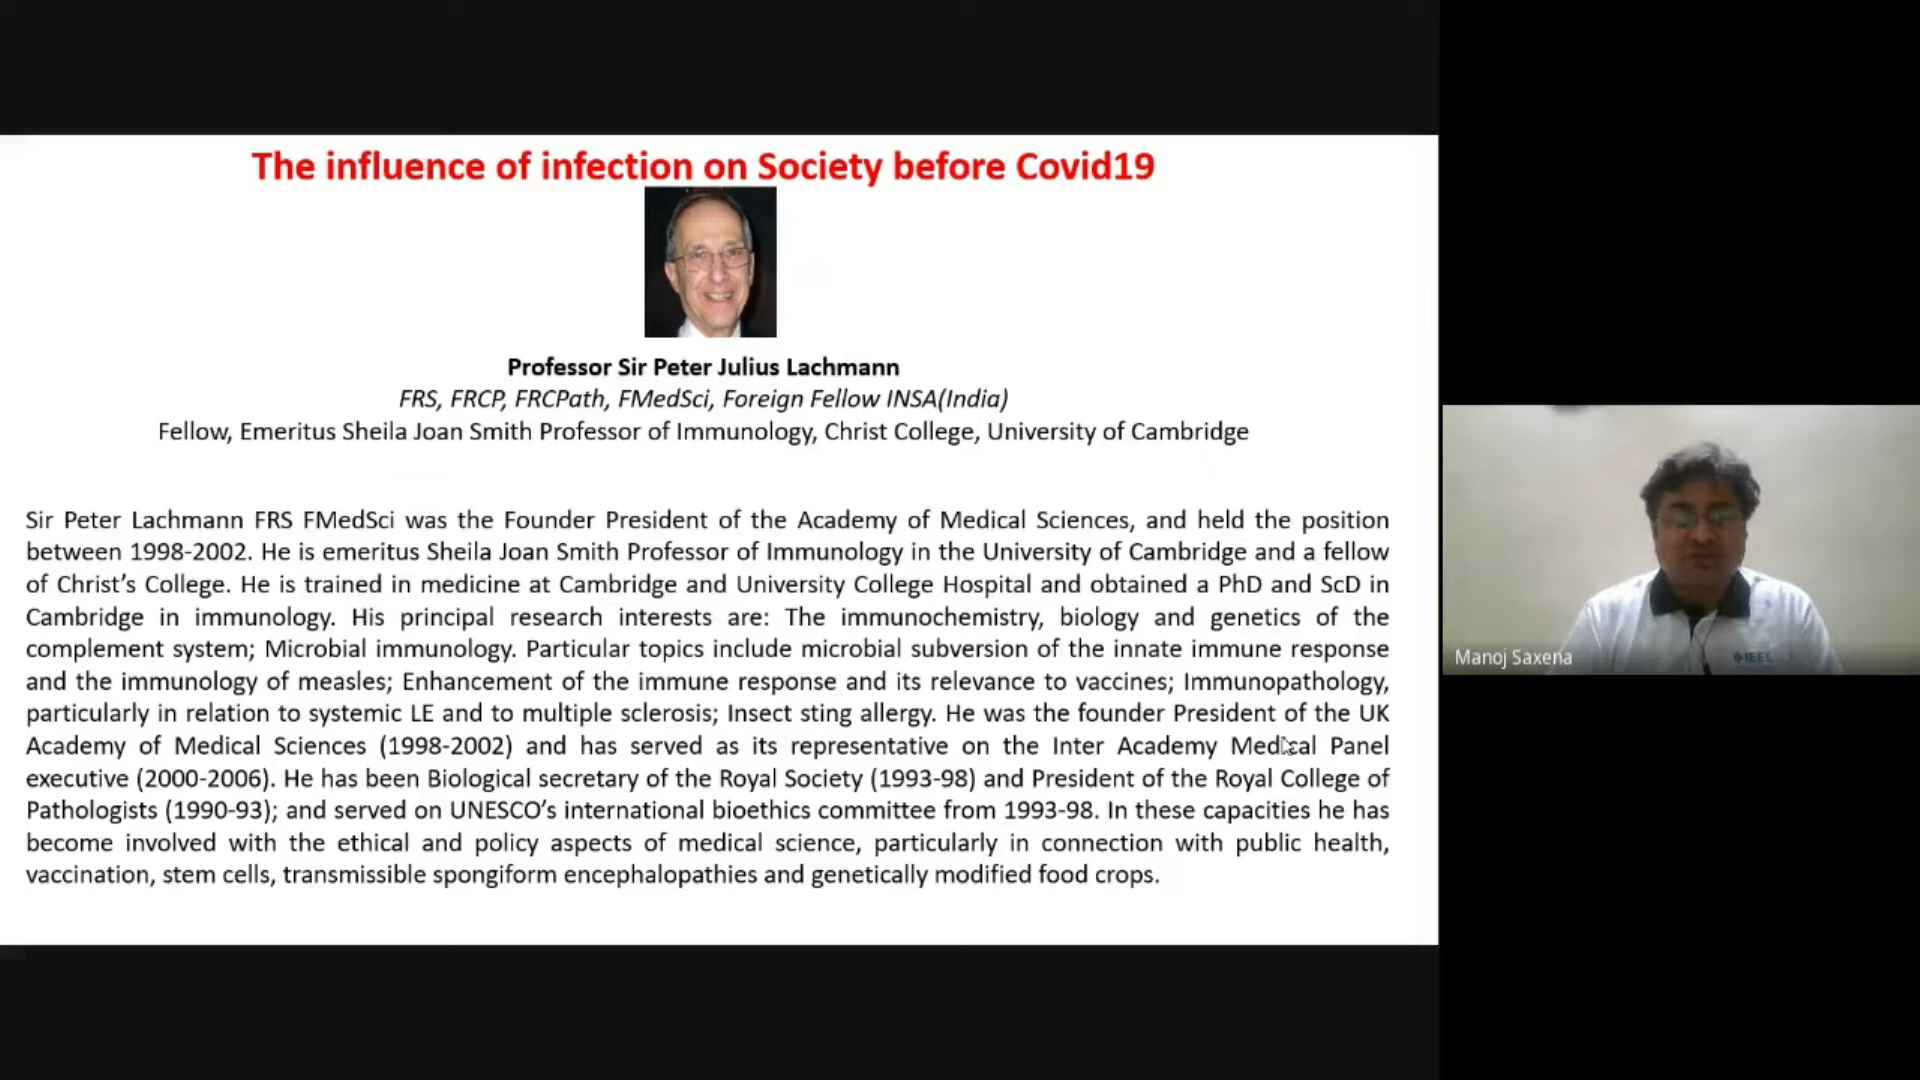 The influence of infection on Society before Covid19
Professor Sir Peter Julius Lachmann
FRS, FRCP, FRCPath, FMedSci, Foreign Fellow INSA(India)
Fellow, Emeritus Sheila Joan Smith Professor of Immunology, Christ College, University of Cambridge
Sir Peter Lachmann FRS FMedSci was the Founder President of the Academy of Medical Sciences, and held the position
between 1998-2002. He is emeritus Sheila Joan Smith Professor of Immunology in the University of Cambridge and a fellow
of Christ’s College. He is trained in medicine at Cambridge and University College Hospital and obtained a PhD and ScD in
Cambridge in immunology. His principal research interests are: The immunochemistry, biology and genetics of the
complement system; Microbial immunology. Particular topics include microbial subversion of the innate immune response
and the immunology of measles; Enhancement of the immune response and its relevance to vaccines; Immunopathology,
particularly in relation to systemic LE and to multiple sclerosis; Insect sting allergy. He was the founder President of the UK
Academy of Medical Sciences (1998-2002) and has served as its representative on the Inter Academy Medical Panel
executive (2000-2006). He has been Biological secretary of the Royal Society (1993-98) and President of the Royal College of
Pathologists (1990-93); and served on UNESCO’s international bioethics committee from 1993-98. In these capacities he has
become involved with the ethical and policy aspects of medical science, particularly in connection with public health,
vaccination, stem cells, transmissible spongiform encephalopathies and genetically modified food crops.
Manoj Saxena
IEEE